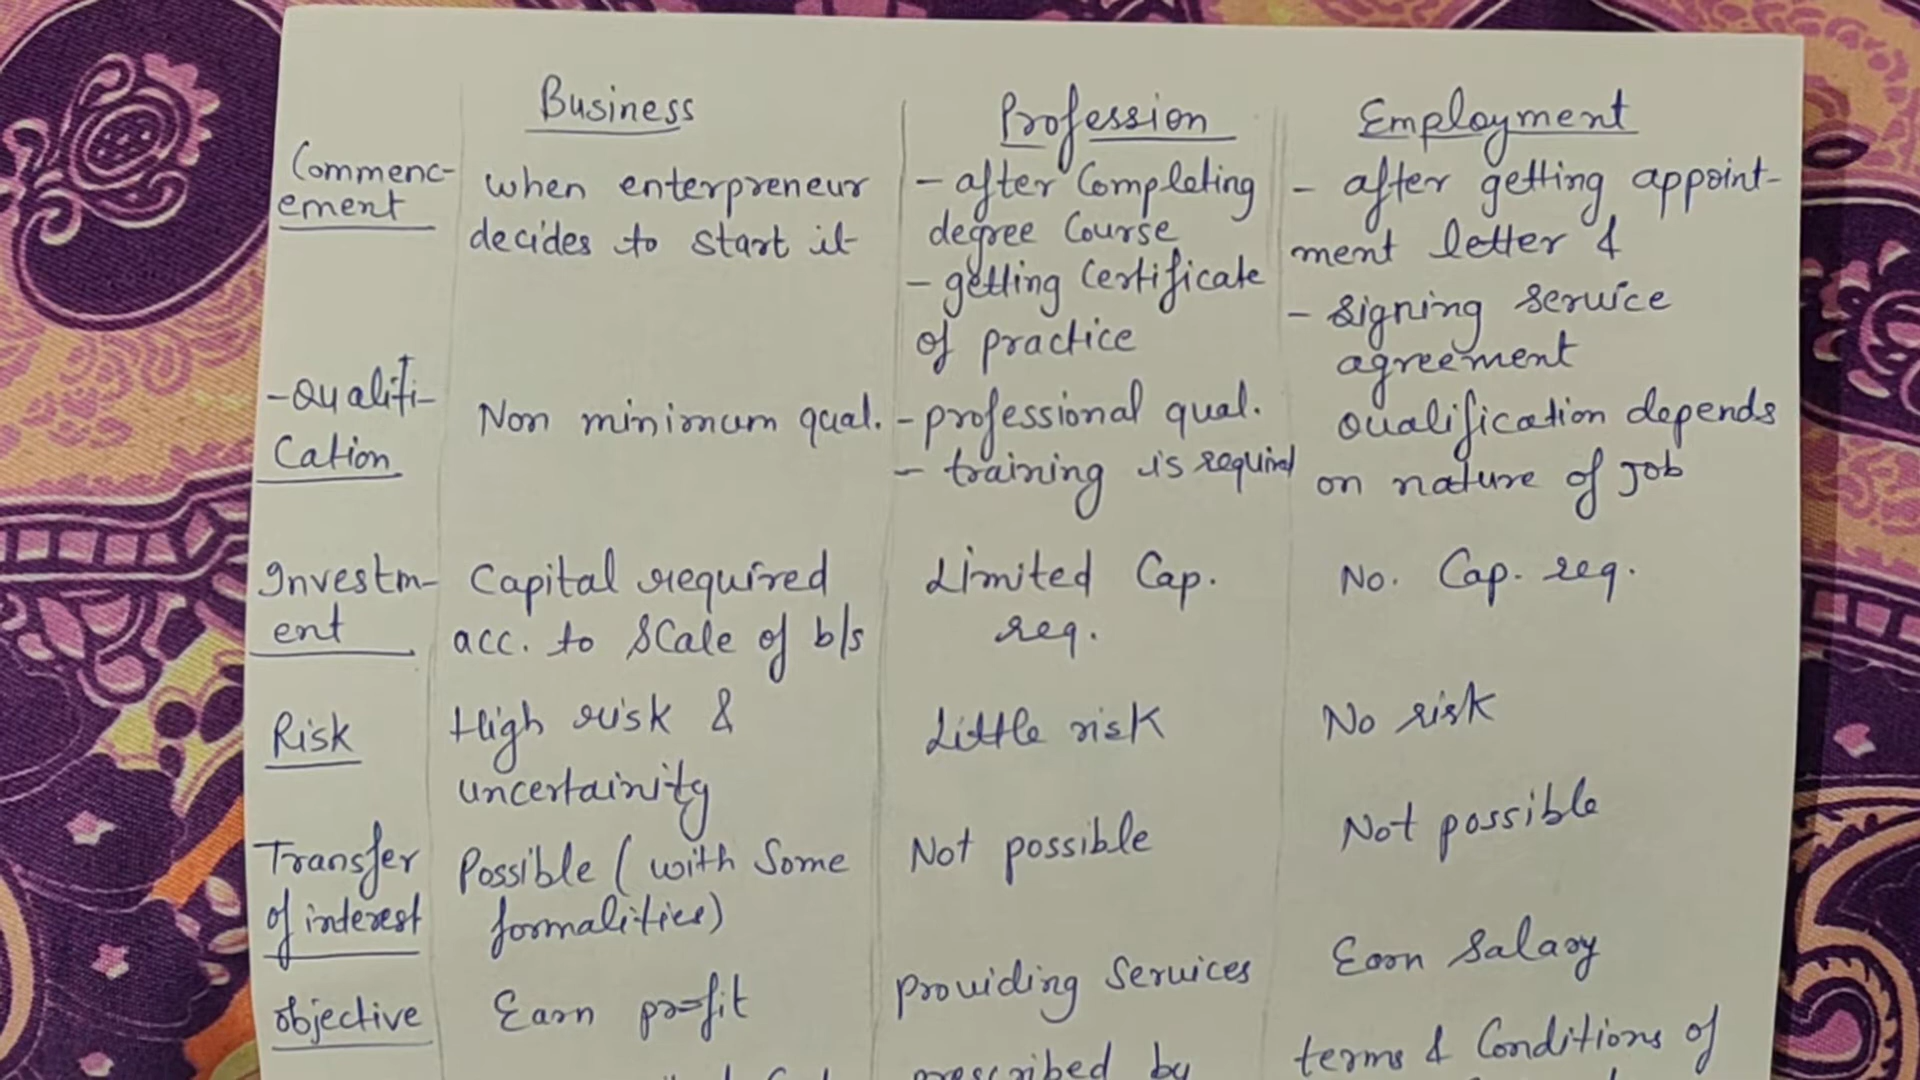 Business
Profession
Employment
Commenc-
ement
when enterpreneur
decides to start it
- after Completing
degree Course
- getting Certificate
of practice
- after getting appoint-
ment letter &
- signing service
agreement
- Qualifi-
Cation
Non minimum qual.
- professional qual.
- training is required
Qualification depends
on nature of Job
Investm-
ent
Capital required
acc. to Scale of b/s
Limited Cap.
req.
No. Cap. req.
Risk
High risk &
uncertainity
Little risk
No risk
Transfer
of interest
Possible (with Some
formalities)
Not possible
Not possible
objective
Earn profit
Providing Services
Earn Salary
prescribed by
terms & Conditions of